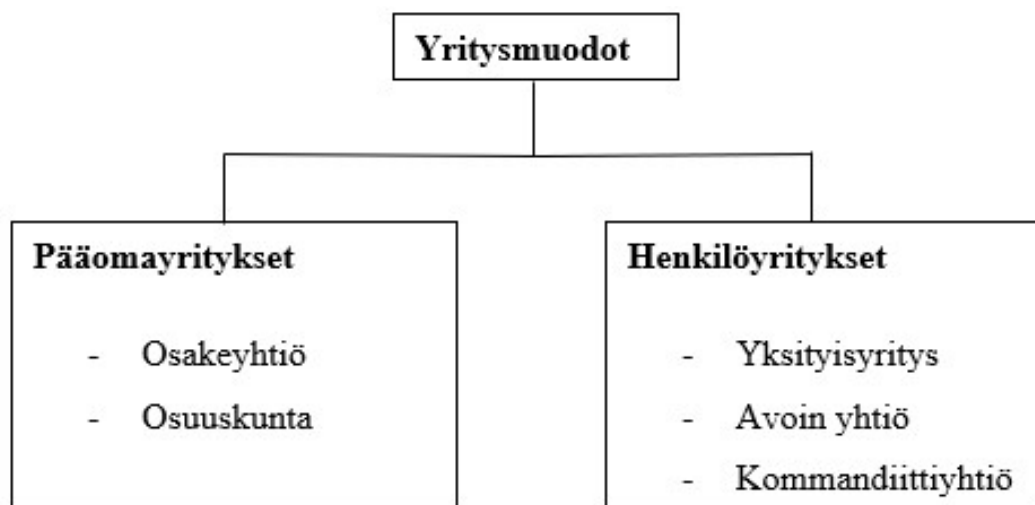 Yritysmuodot
Pääomayritykset
- Osakeyhtiö
- Osuuskunta
Henkilöyritykset
- Yksityisyritys
- Avoin yhtiö
- Kommandiittiyhtiö